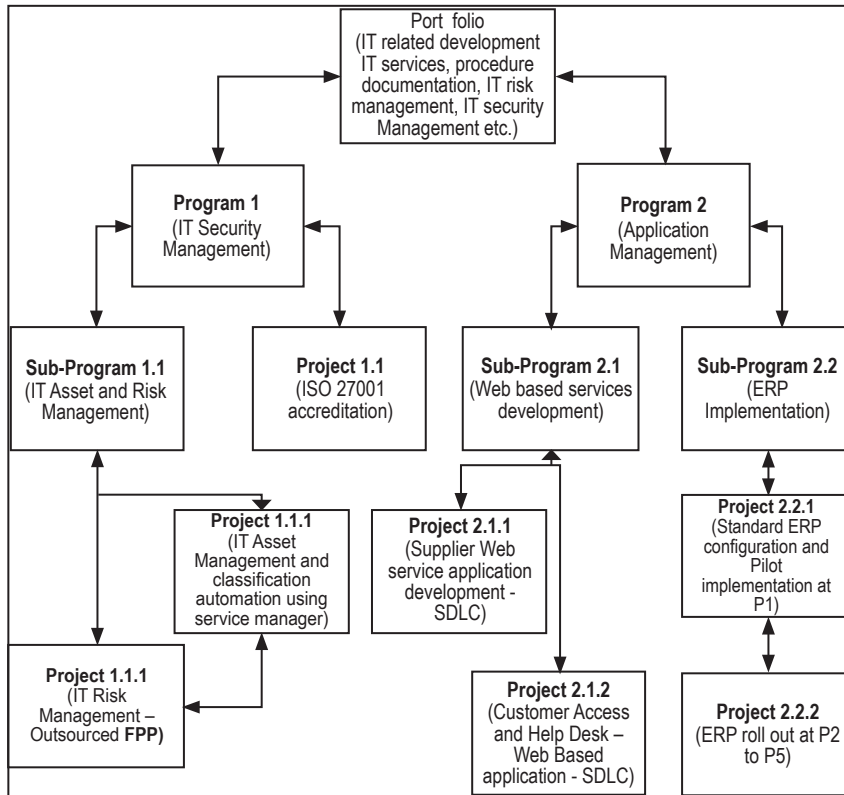 Port folio
(IT related development
IT services, procedure
documentation, IT risk
management, IT security
Management etc.)
Program 1
(IT Security
Management)
Program 2
(Application
Management)
Sub-Program 1.1
(IT Asset and Risk
Management)
Project 1.1
(ISO 27001
accreditation)
Sub-Program 2.1
(Web based services
development)
Sub-Program 2.2
(ERP
Implementation)
Project 1.1.1
(IT Asset
Management and
classification
automation using
service manager)
Project 2.1.1
(Supplier Web
service application
development -
SDLC)
Project 2.2.1
(Standard ERP
configuration and
Pilot
implementation at
P1)
Project 1.1.1
(IT Risk
Management –
Outsourced FPP)
Project 2.1.2
(Customer Access
and Help Desk –
Web Based
application - SDLC)
Project 2.2.2
(ERP roll out at P2
to P5)